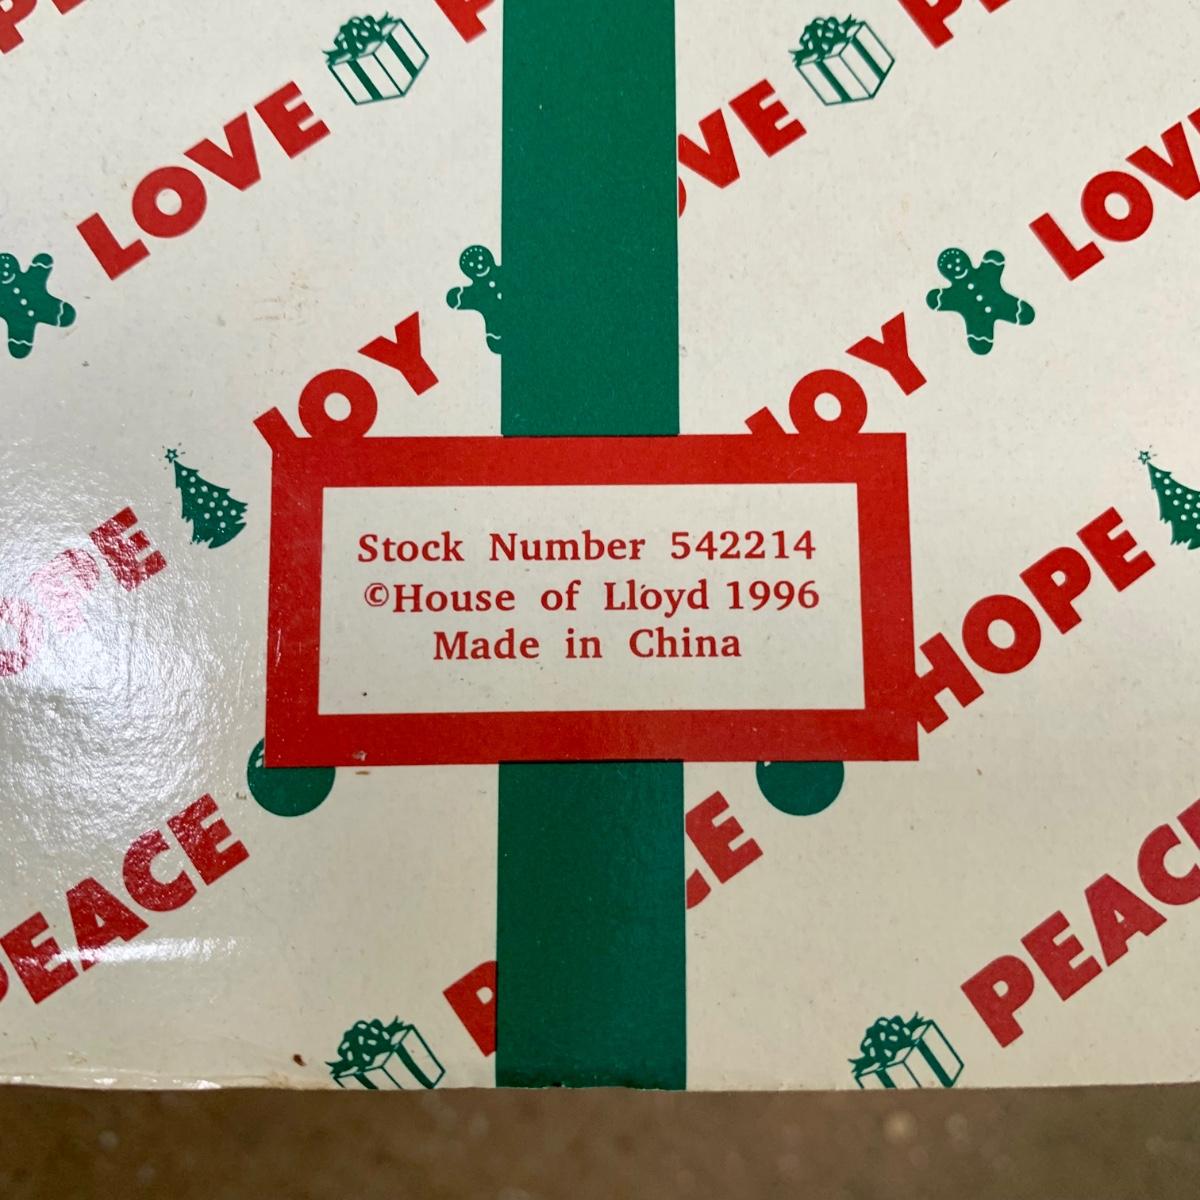 LOVE
JOY
LOVE
JOY
Stock Number 542214
©House of Lloyd 1996
Made in China
HOPE
PEACE
PEACE